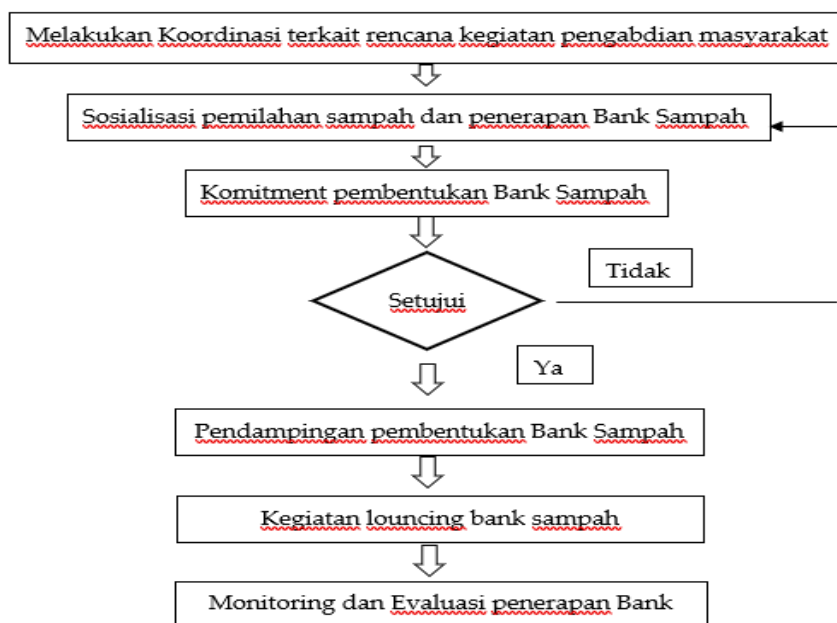 Melakukan Koordinasi terkait rencana kegiatan pengabdian masyarakat
Sosialisasi pemilahan sampah dan penerapan Bank Sampah
Komitment pembentukan Bank Sampah
Setujui
Tidak
Ya
Pendampingan pembentukan Bank Sampah
Kegiatan louncing bank sampah
Monitoring dan Evaluasi penerapan Bank